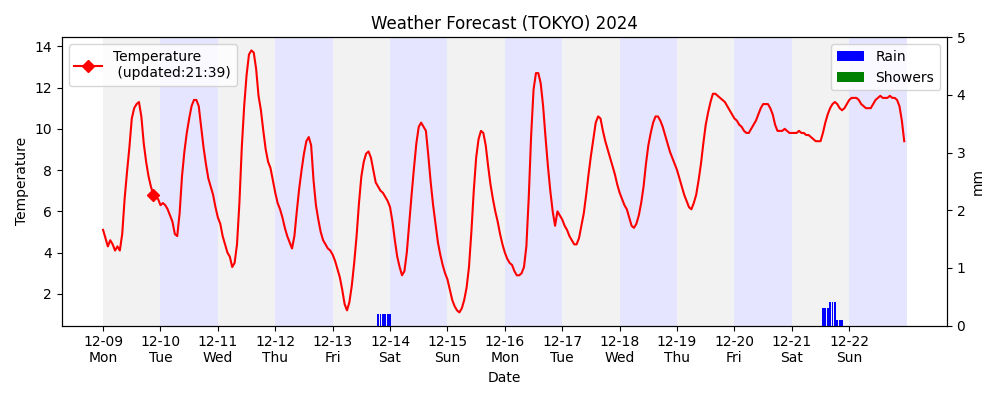 Weather Forecast (TOKYO) 2024
Temperature
(updated:21:39)
Rain
Showers
14
12
10
8
6
4
2
Temperature
5
4
3
2
1
0
mm
12-09 12-10 12-11 12-12 12-13 12-14 12-15 12-16 12-17 12-18 12-19 12-20 12-21 12-22
Mon Tue Wed Thu Fri Sat Sun Mon Tue Wed Thu Fri Sat Sun
Date